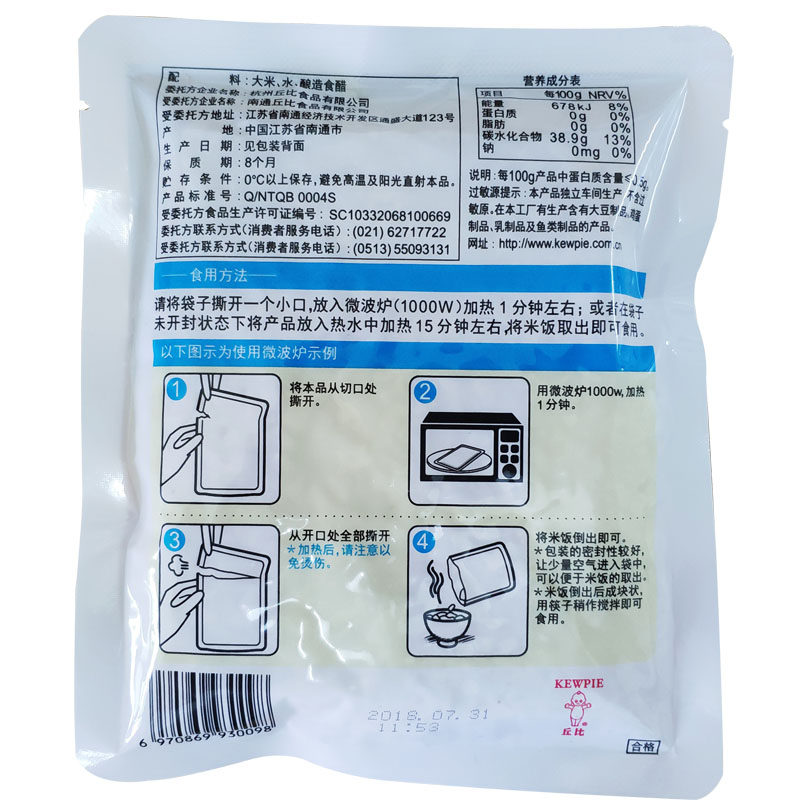 配 料：大米、水、酿造食醋
委托方企业名称：杭州丘比食品有限公司
受委托方企业名称：南通丘比食品有限公司
受委托方地址：江苏省南通经济技术开发区通盛大道123号
产 地：中国江苏省南通市
生产日期：见包装背面
保质期：8个月
贮存条件：0°C以上保存，避免高温及阳光直射本品。
产品标准号：Q/NTQB 0004S
受委托方食品生产许可证编号：SC10332068100669
委托方联系方式(消费者服务电话)：(021) 62717722
受委托方联系方式(消费者服务电话)：(0513) 55093131
营养成分表
项目 每100g NRV%
能量 678kJ 8%
蛋白质 0g 0%
脂肪 0g 0%
碳水化合物 38.9g 13%
钠 0mg 0%
说明：每100g产品中蛋白质含量≤0.5g。
过敏原提示：本产品独立车间生产，不含过
敏原。在本工厂有生产含有大豆制品、鸡蛋
制品、乳制品及鱼类制品的产品。
网址：http://www.kewpie.com.cn
食用方法
请将袋子撕开一个小口，放入微波炉(1000W)加热1分钟左右；或者在袋子
未开封状态下将产品放入热水中加热15分钟左右，将米饭取出即可食用。
以下图示为使用微波炉示例
1 将本品从切口处
撕开。
2 用微波炉1000w，加热
1分钟。
3 从开口处全部撕开
*加热后，请注意以
免烫伤。
4 将米饭倒出即可。
*包装的密封性较好，
让少量空气进入袋中，
可以便于米饭的取出。
*米饭倒出后成块状，
用筷子稍作搅拌即可
食用。
6 970869 930098
2018.07.31
11:53
KEWPIE
丘比
合格